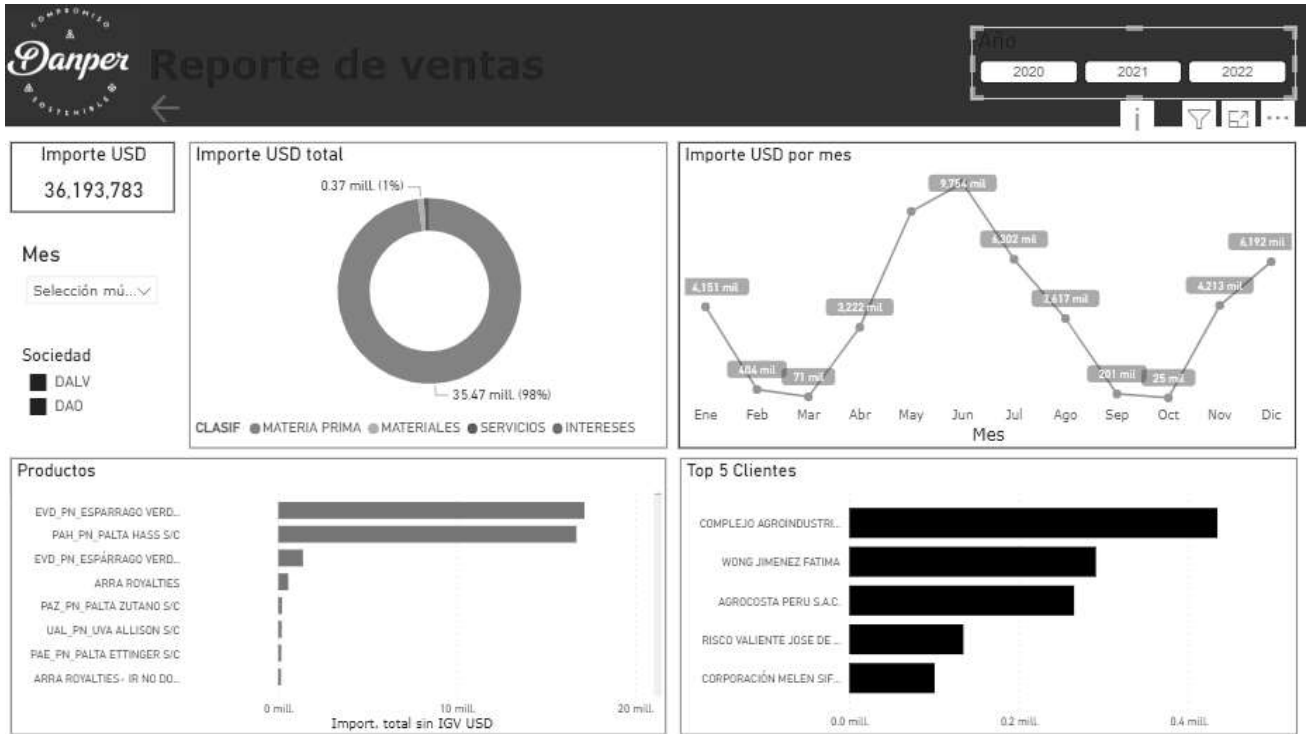 COMPROMISO
Danper
SOSTENIBLE
Reporte de ventas
Año
2020 2021 2022
Importe USD
36,193,783
Mes
Selección mú...
Sociedad
DALV
DAO
Importe USD total
0.37 mill. (1%)
35.47 mill. (98%)
CLASIF MATERIA PRIMA MATERIALES SERVICIOS INTERESES
Importe USD por mes
4,151 mil
404 mil
71 mil
3,222 mil
9,784 mil
6,302 mil
3,617 mil
201 mil
25 mil
4,213 mil
6,192 mil
Ene Feb Mar Abr May Jun Jul Ago Sep Oct Nov Dic
Mes
Productos
EVD_PN_ESPARRAGO VERD...
PAH_PN_PALTA HASS S/C
EVD_PN_ESPÁRRAGO VERD...
ARRA ROYALTIES
PAZ_PN_PALTA ZUTANO S/C
UAL_PN_UVA ALLISON S/C
PAE_PN_PALTA ETTINGER S/C
ARRA ROYALTIES- IR NO DO...
0 mill. 10 mill. 20 mill.
Import. total sin IGV USD
Top 5 Clientes
COMPLEJO AGROINDUSTRI...
WONG JIMENEZ FATIMA
AGROCOSTA PERU S.A.C.
RISCO VALIENTE JOSE DE ...
CORPORACIÓN MELEN SIF...
0.0 mill. 0.2 mill. 0.4 mill.